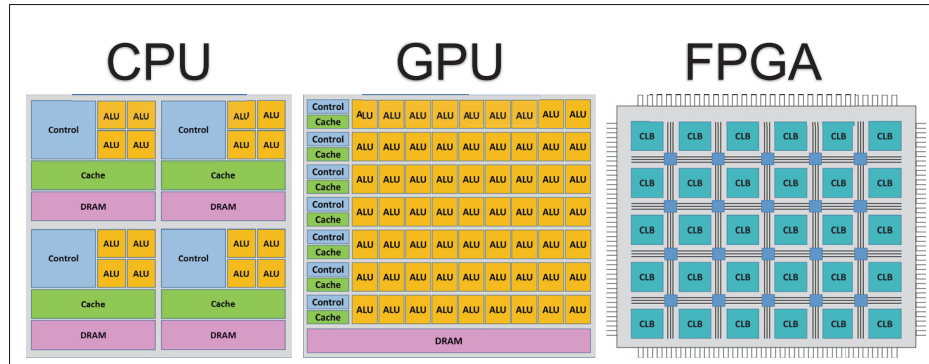 CPU
Control ALU ALU Control ALU ALU
ALU ALU ALU ALU
Cache Cache
DRAM DRAM
Control ALU ALU Control ALU ALU
ALU ALU ALU ALU
Cache Cache
DRAM DRAM
GPU
Control
ALU ALU ALU ALU ALU ALU ALU ALU ALU
Cache
Control
ALU ALU ALU ALU ALU ALU ALU ALU ALU
Cache
Control
ALU ALU ALU ALU ALU ALU ALU ALU ALU
Cache
Control
ALU ALU ALU ALU ALU ALU ALU ALU ALU
Cache
Control
ALU ALU ALU ALU ALU ALU ALU ALU ALU
Cache
Control
ALU ALU ALU ALU ALU ALU ALU ALU ALU
Cache
Control
ALU ALU ALU ALU ALU ALU ALU ALU ALU
Cache
DRAM
FPGA
CLB CLB CLB CLB CLB CLB
CLB CLB CLB CLB CLB CLB
CLB CLB CLB CLB CLB CLB
CLB CLB CLB CLB CLB CLB
CLB CLB CLB CLB CLB CLB